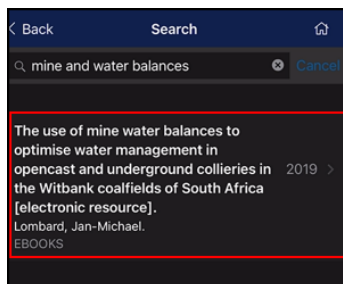 Back Search
mine and water balances Cancel
The use of mine water balances to
optimise water management in
opencast and underground collieries in 2019
the Witbank coalfields of South Africa
[electronic resource].
Lombard, Jan-Michael.
EBOOKS